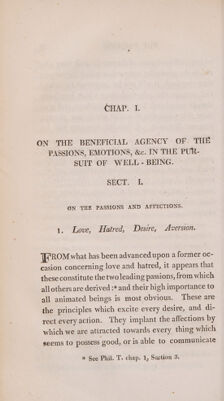 CHAP. I.
ON THE BENEFICIAL AGENCY OF THE
PASSIONS, EMOTIONS, &c. IN THE PUR-
SUIT OF WELL-BEING.
SECT. I.
ON THE PASSIONS AND AFFECTIONS.
1. Love, Hatred, Desire, Aversion.
FROM what has been advanced upon a former oc-
casion concerning love and hatred, it appears that
these constitute the two leading passions, from which
all others are derived:* and their high importance to
all animated beings is most obvious. These are
the principles which excite every desire, and di-
rect every action. They implant the affections by
which we are attracted towards every thing which
seems to possess good, or is able to communicate
* See Phil. T. chap. 1, Section 3.